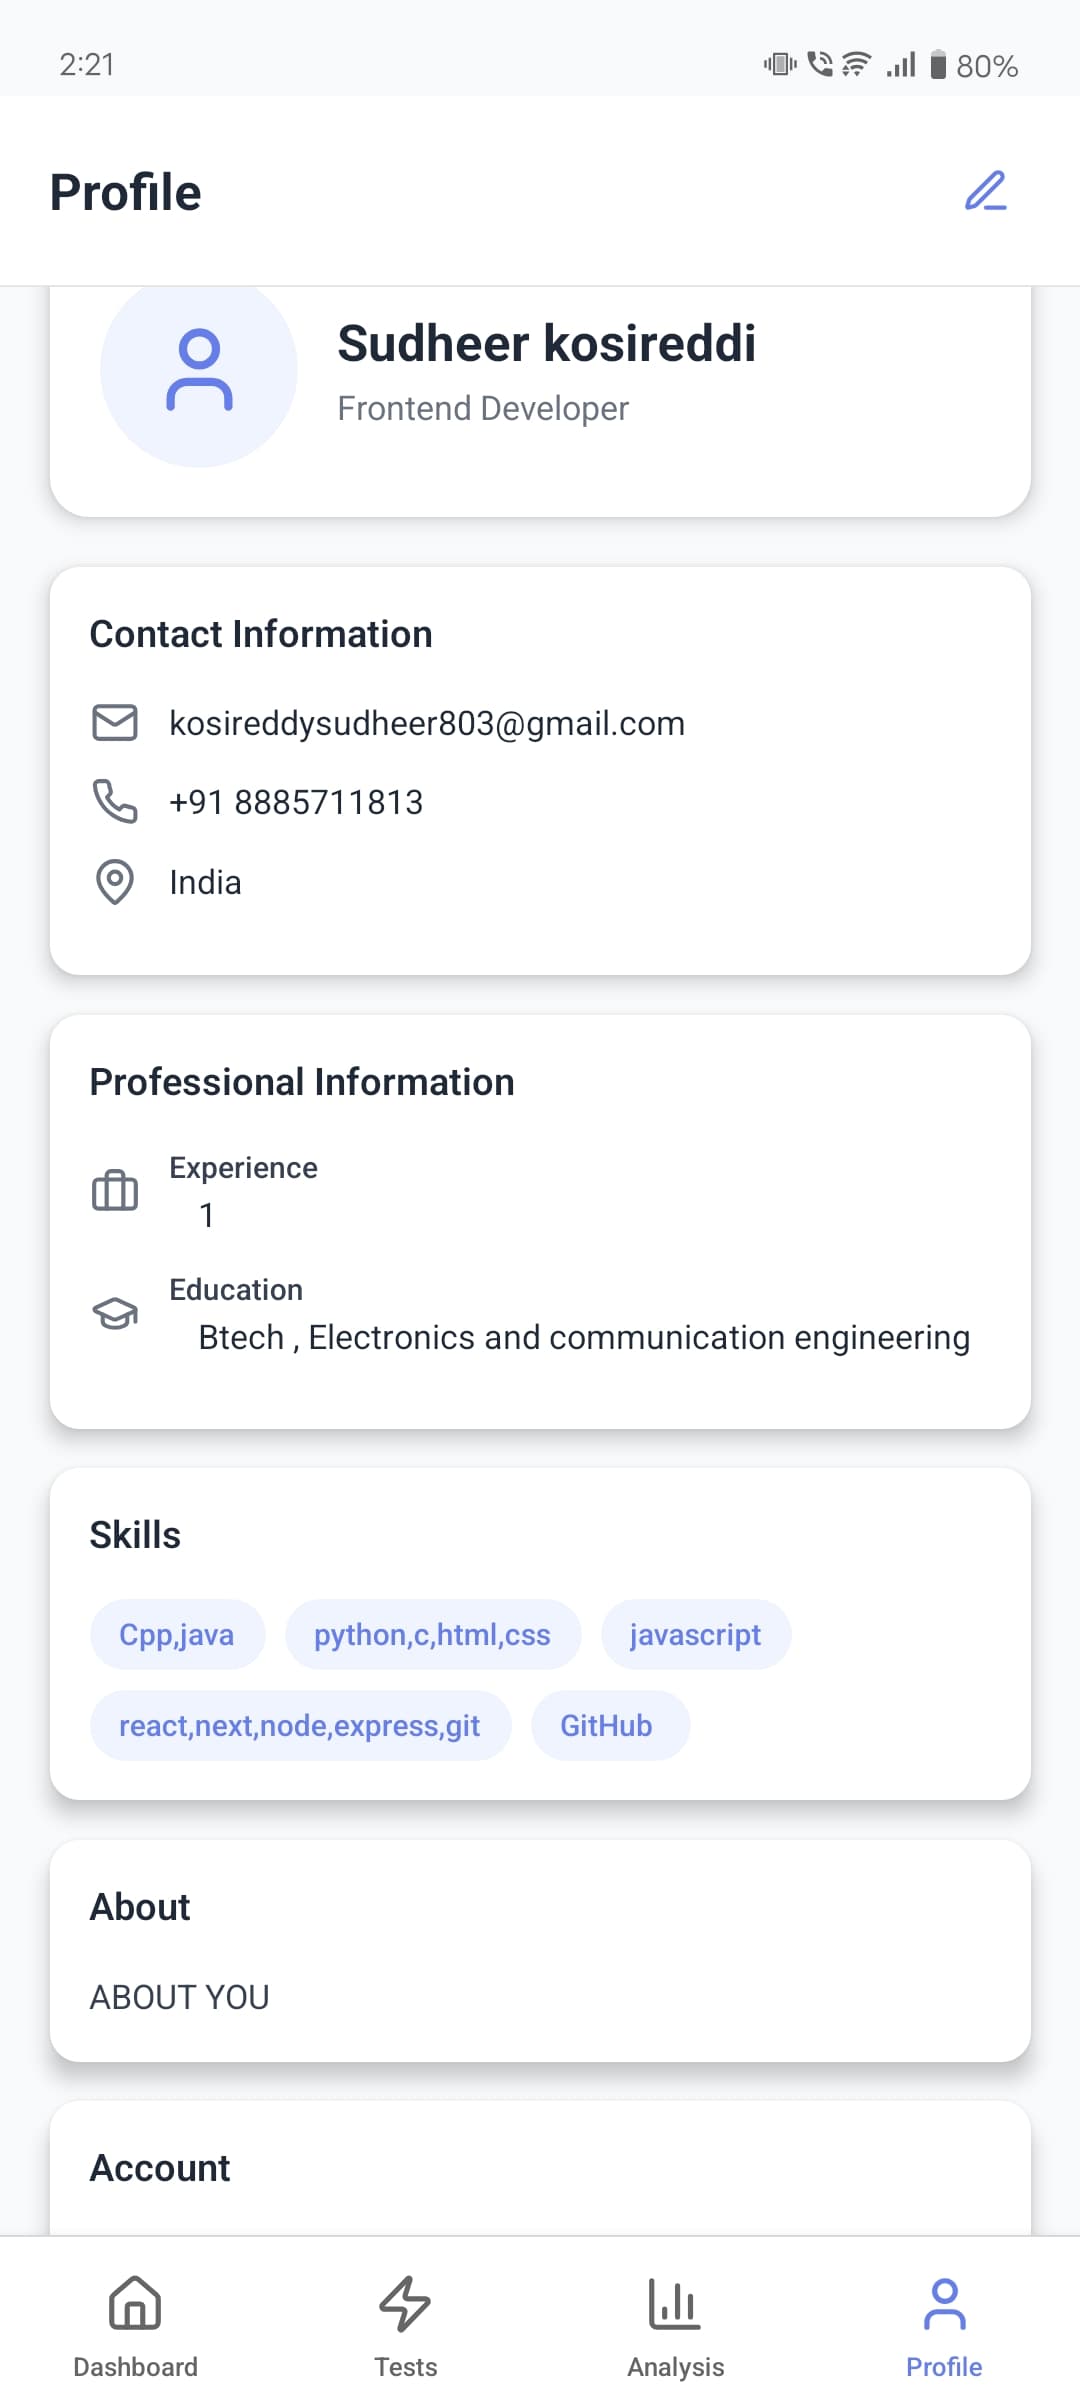 2:21
80%
Profile
Sudheer kosireddi
Frontend Developer
Contact Information
kosireddysudheer803@gmail.com
+91 8885711813
India
Professional Information
Experience
1
Education
Btech , Electronics and communication engineering
Skills
Cpp,java python,c,html,css javascript
react,next,node,express,git GitHub
About
ABOUT YOU
Account
Dashboard Tests Analysis Profile